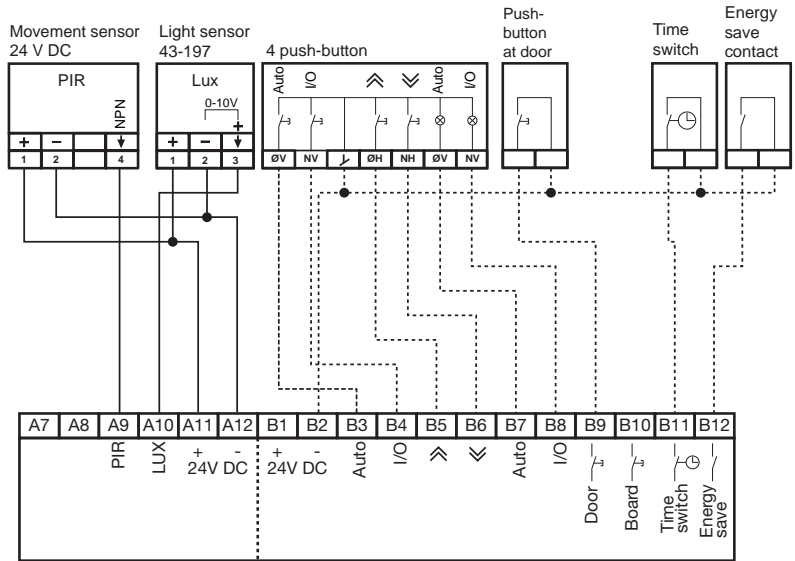 Movement sensor
24 V DC
Light sensor
43-197
4 push-button
Push-
button
at door
Time
switch
Energy
save
contact
PIR
NPN
+ −
1 2 4
Lux
0-10V
+
+ −
1 2 3
Auto I/O Auto I/O
ØV NV ØH NH ØV NV
A7 A8 A9 A10 A11 A12 B1 B2 B3 B4 B5 B6 B7 B8 B9 B10 B11 B12
PIR
LUX
+ -
24V DC
+ -
24V DC
Auto
I/O
Auto
I/O
Door
Board
Time
switch
Energy
save